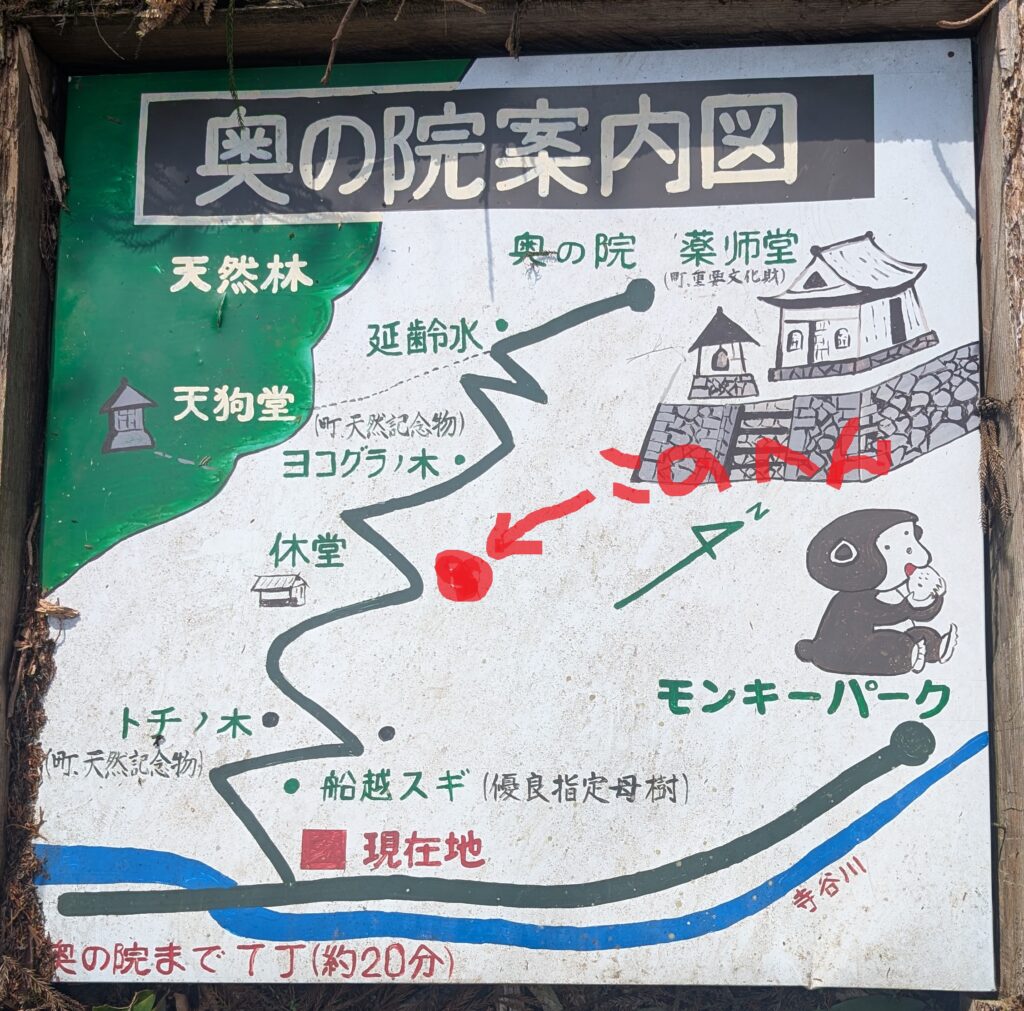 奥の院案内図
奥の院 薬師堂
(町、重要文化財)
天然林
延齢水
天狗堂
(町天然記念物)
ヨコグラノ木
このへん
N
休堂
モンキーパーク
トチノ木
(町、天然記念物)
船越スギ(優良指定母樹)
現在地
寺谷川
奥の院まで7丁(約20分)